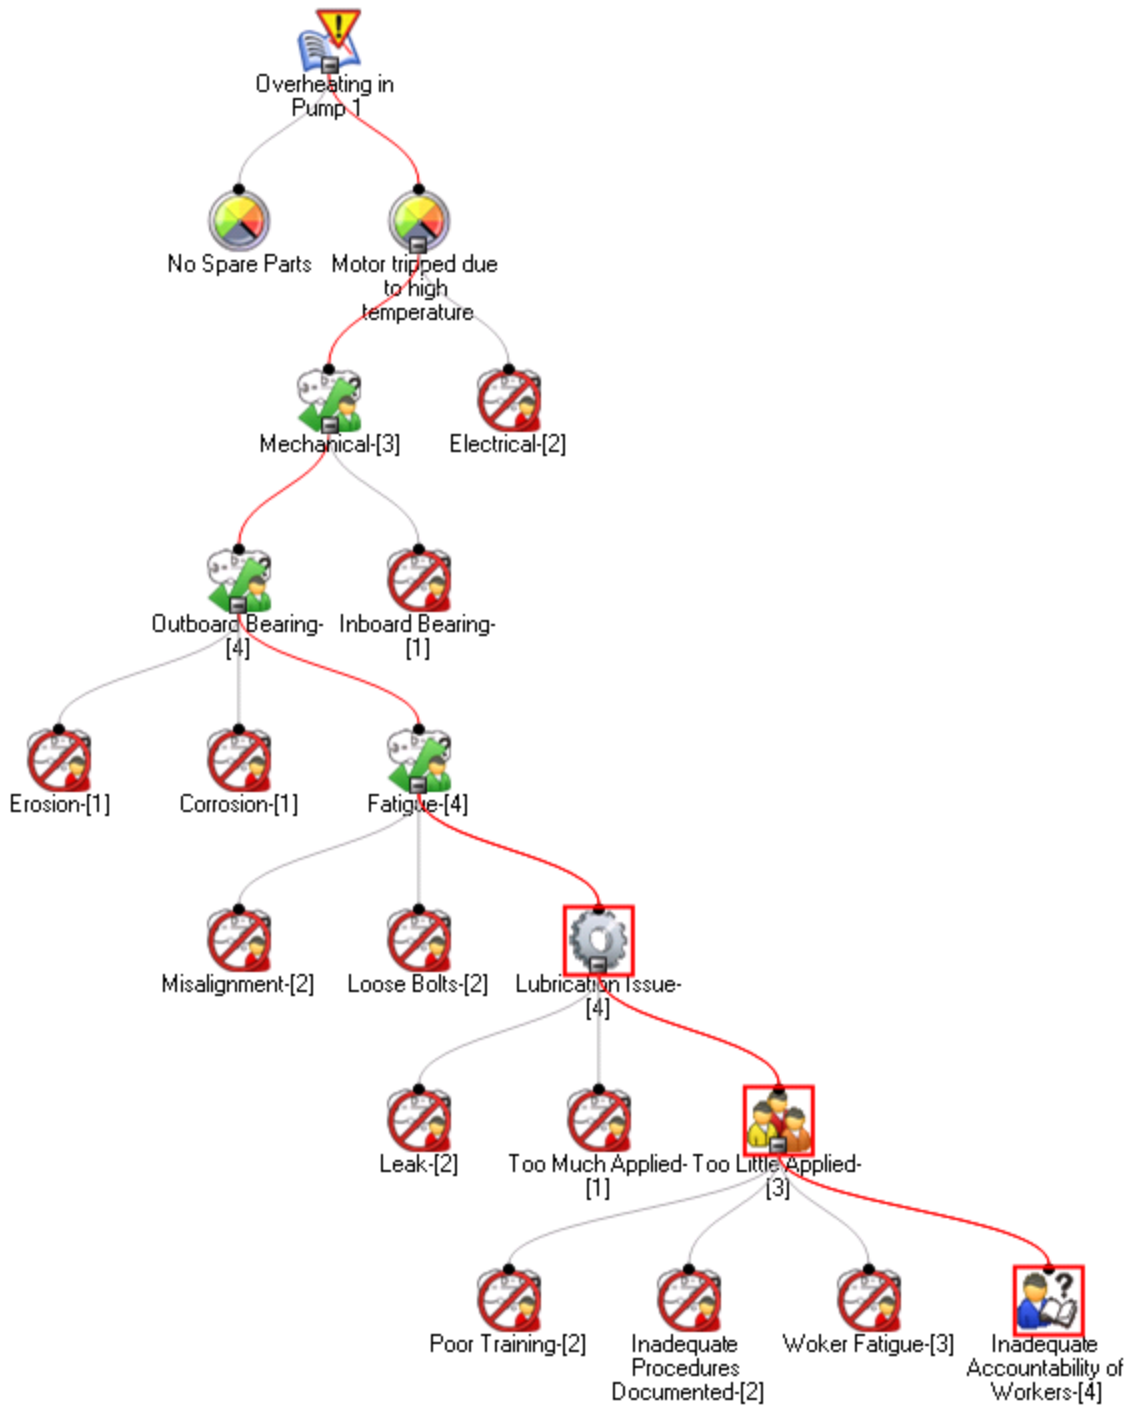 Overheating in
Pump 1
No Spare Parts
Motor tripped due
to high
temperature
Mechanical-[3]
Electrical-[2]
Outboard Bearing-
[4]
Inboard Bearing-
[1]
Erosion-[1]
Corrosion-[1]
Fatigue-[4]
Misalignment-[2]
Loose Bolts-[2]
Lubrication Issue-
[4]
Leak-[2]
Too Much Applied-
[1]
Too Little Applied-
[3]
Poor Training-[2]
Inadequate
Procedures
Documented-[2]
Woker Fatigue-[3]
Inadequate
Accountability of
Workers-[4]